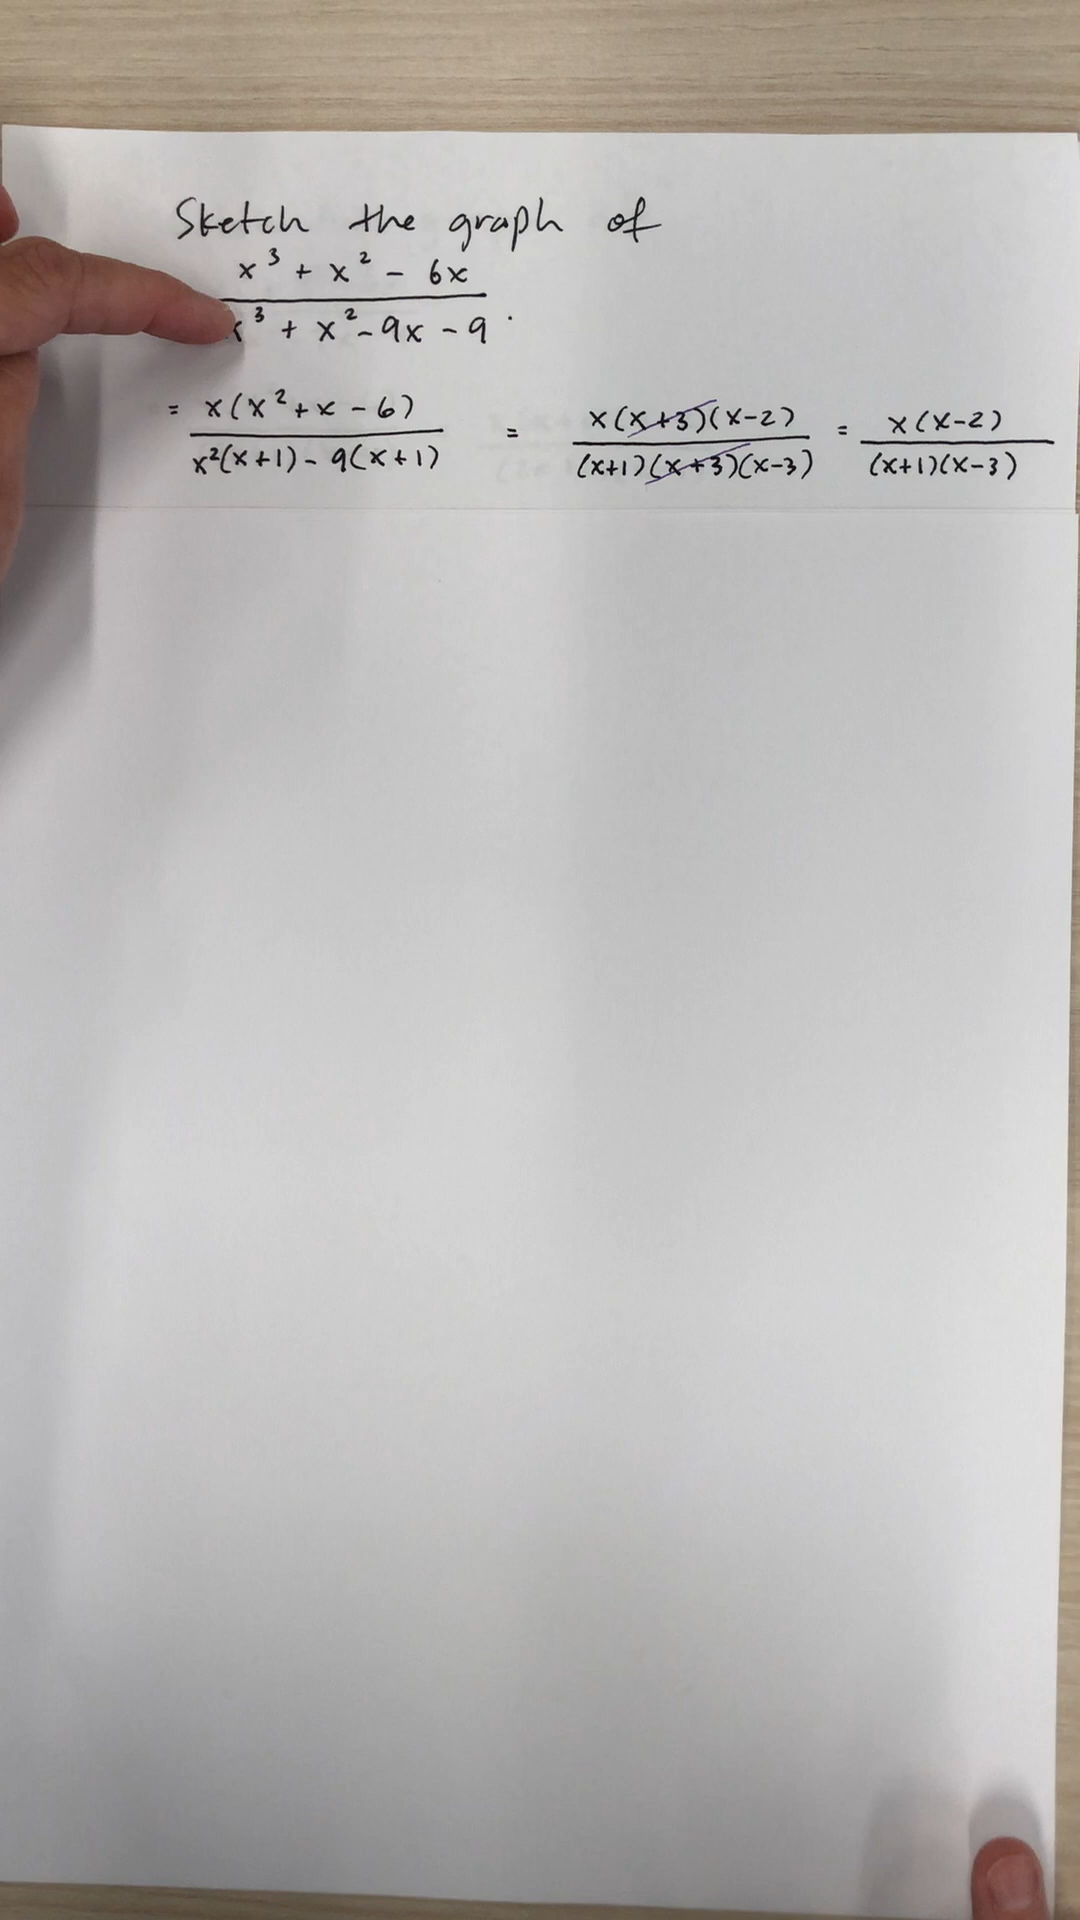 Sketch the graph of
x³ + x² - 6x
x³ + x² - 9x - 9 .
= x(x² + x - 6) / x²(x+1) - 9(x+1) = x(x+3)(x-2) / (x+1)(x+3)(x-3) = x(x-2) / (x+1)(x-3)